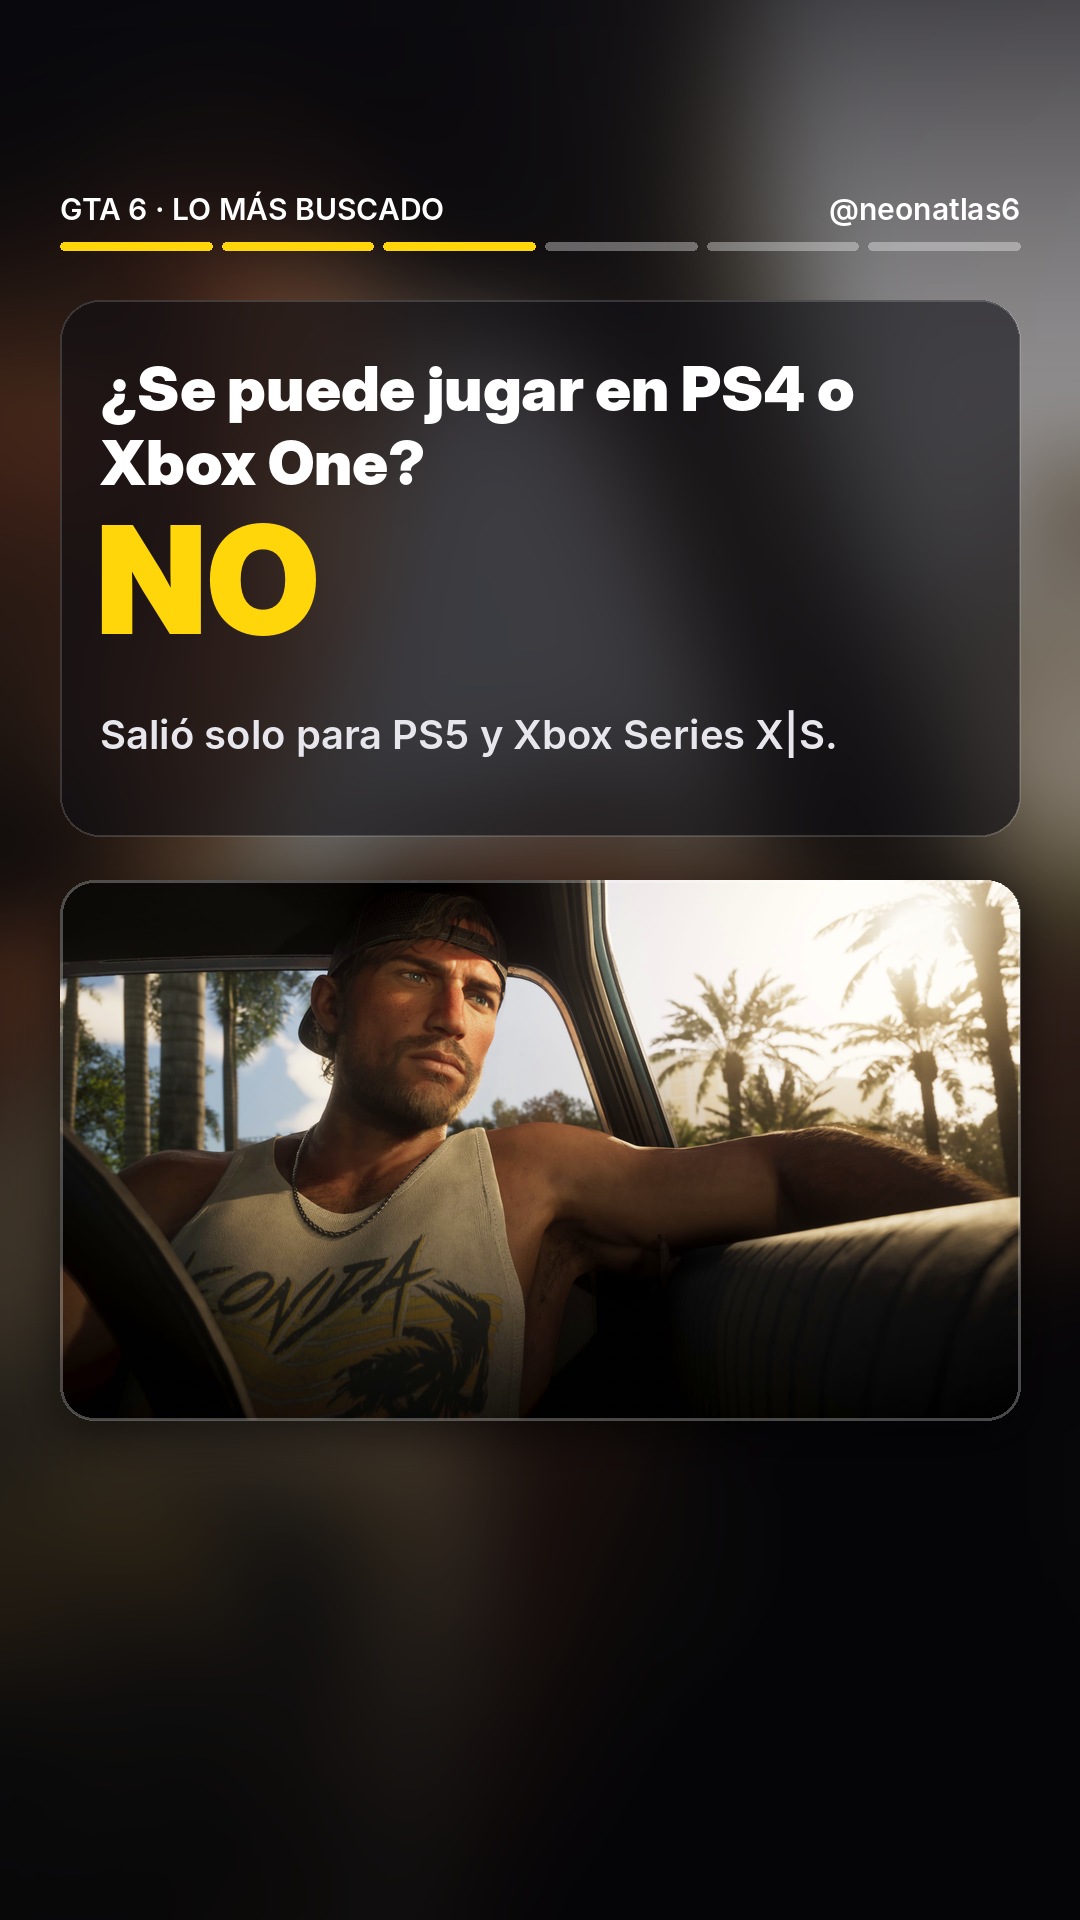 GTA 6 · LO MÁS BUSCADO
@neonatlas6
¿Se puede jugar en PS4 o
Xbox One?
NO
Salió solo para PS5 y Xbox Series X|S.
LEONIDA